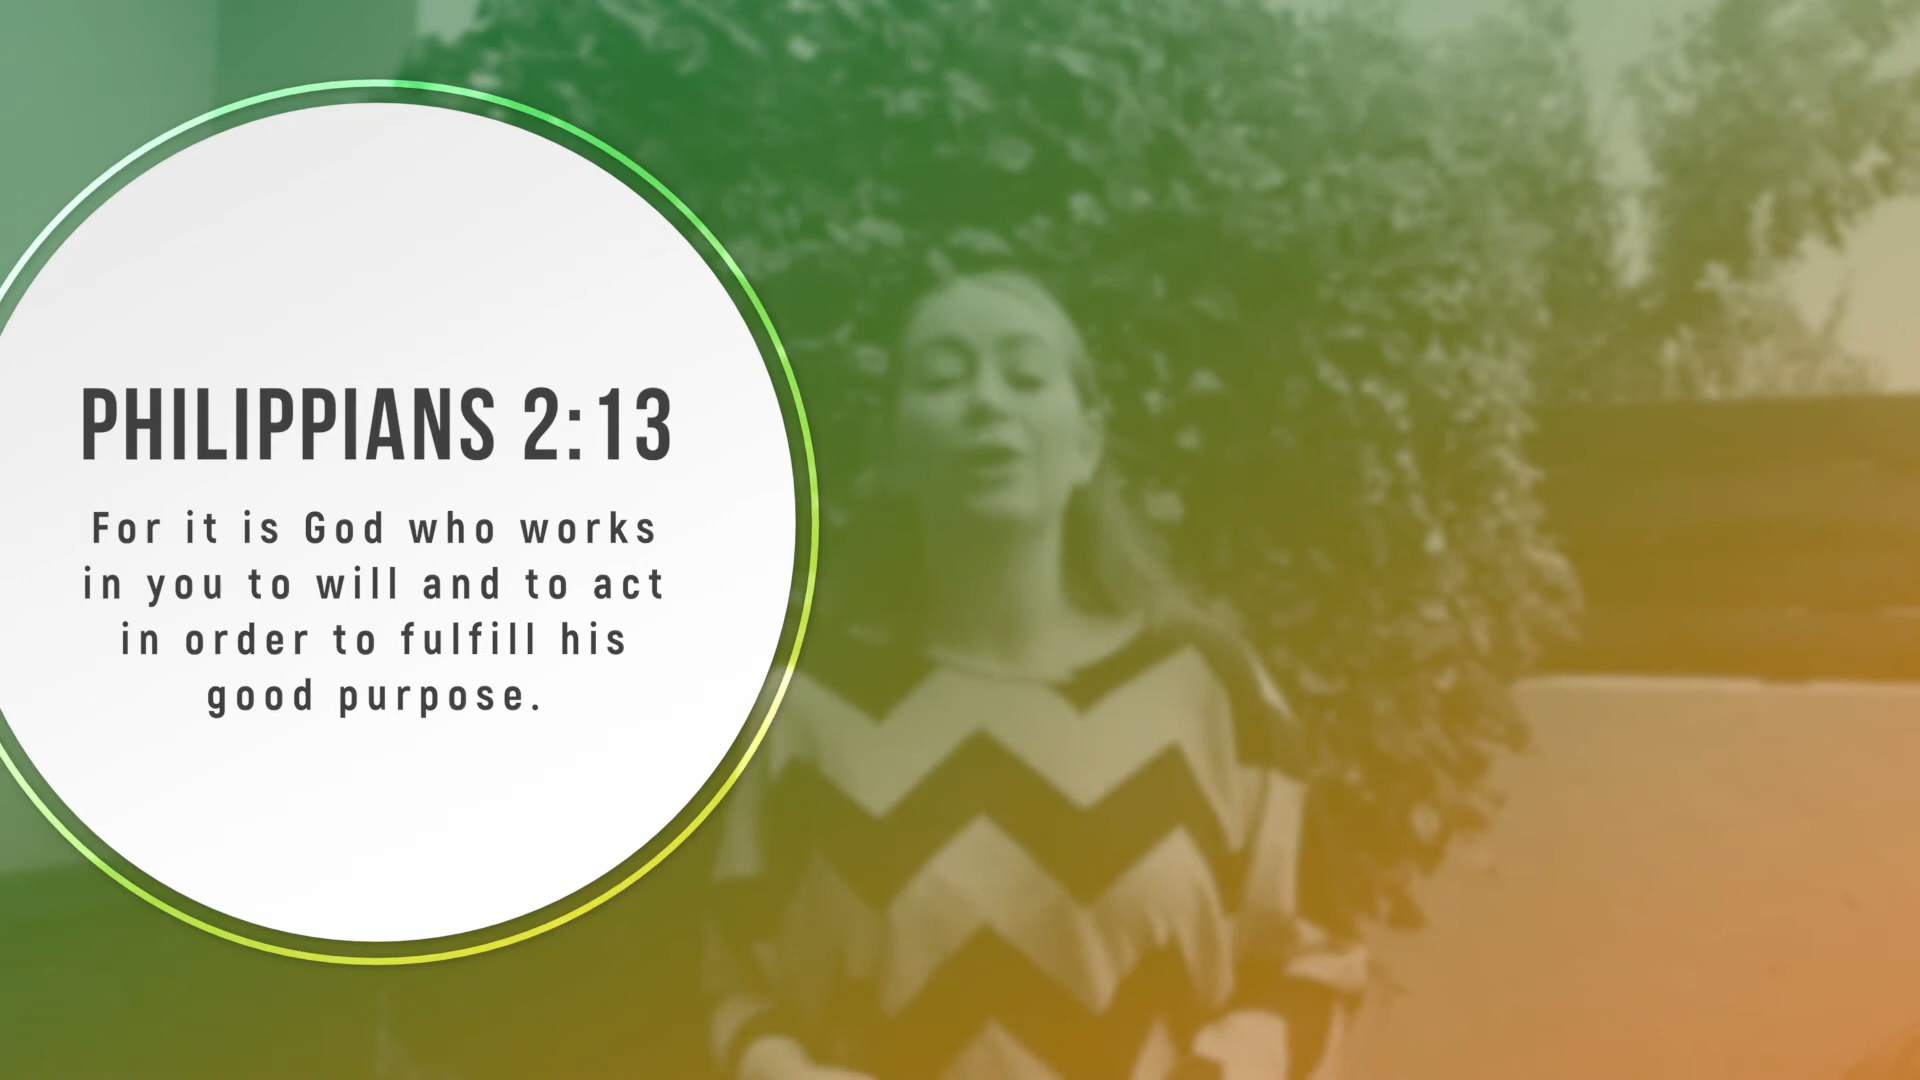 PHILIPPIANS 2:13
For it is God who works
in you to will and to act
in order to fulfill his
good purpose.